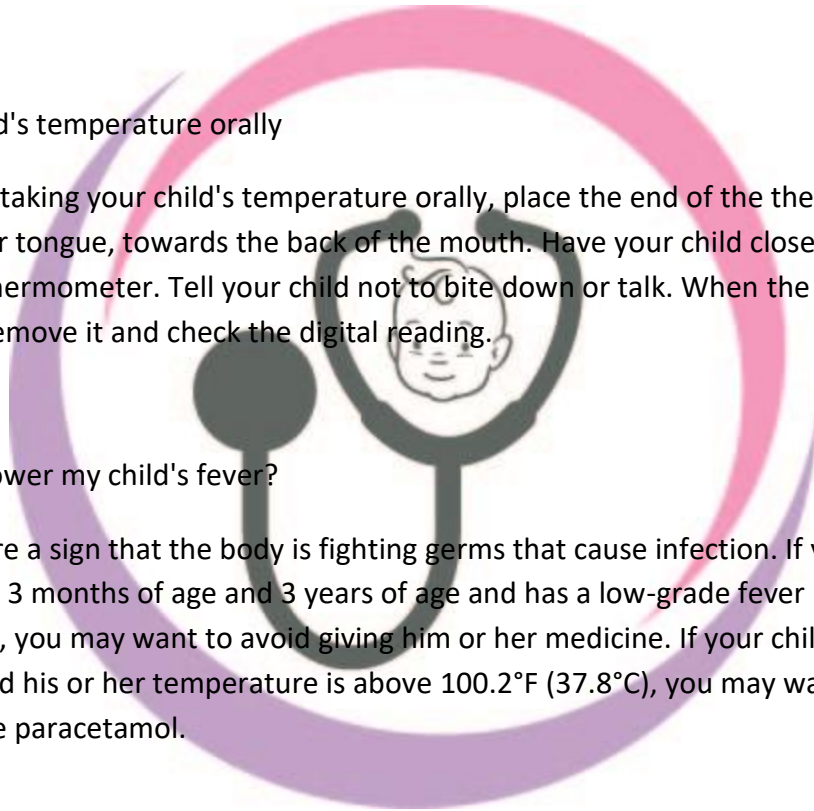 d's temperature orally
taking your child's temperature orally, place the end of the the
r tongue, towards the back of the mouth. Have your child close
hermometer. Tell your child not to bite down or talk. When the
emove it and check the digital reading.
ower my child's fever?
re a sign that the body is fighting germs that cause infection. If y
3 months of age and 3 years of age and has a low-grade fever
, you may want to avoid giving him or her medicine. If your chil
d his or her temperature is above 100.2°F (37.8°C), you may wa
e paracetamol.